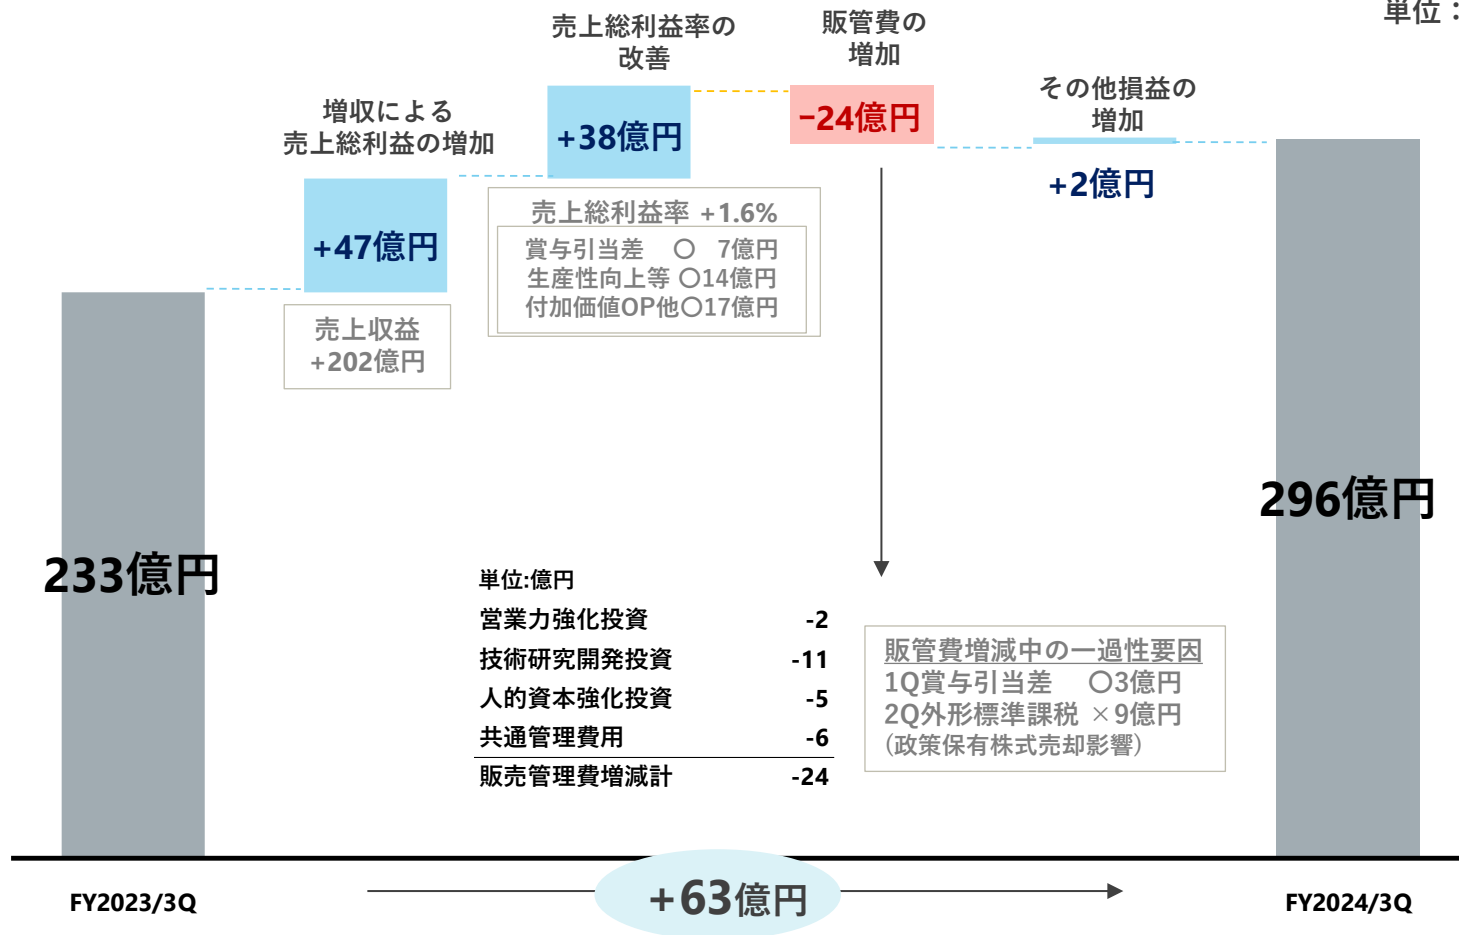 単位：
売上総利益率の
改善
販管費の
増加
その他損益の
増加
増収による
売上総利益の増加
+47億円
+38億円
−24億円
+2億円
売上収益
+202億円
売上総利益率 +1.6%
賞与引当差 〇 7億円
生産性向上等 〇14億円
付加価値OP他〇17億円
233億円
296億円
単位:億円
営業力強化投資 -2
技術研究開発投資 -11
人的資本強化投資 -5
共通管理費用 -6
販売管理費増減計 -24
販管費増減中の一過性要因
1Q賞与引当差 〇3億円
2Q外形標準課税 ×9億円
(政策保有株式売却影響)
FY2023/3Q
+63億円
FY2024/3Q